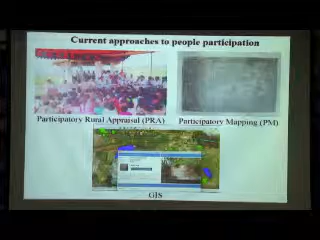 Current approaches to people participation
Participatory Rural Appraisal (PRA)
Participatory Mapping (PM)
GIS